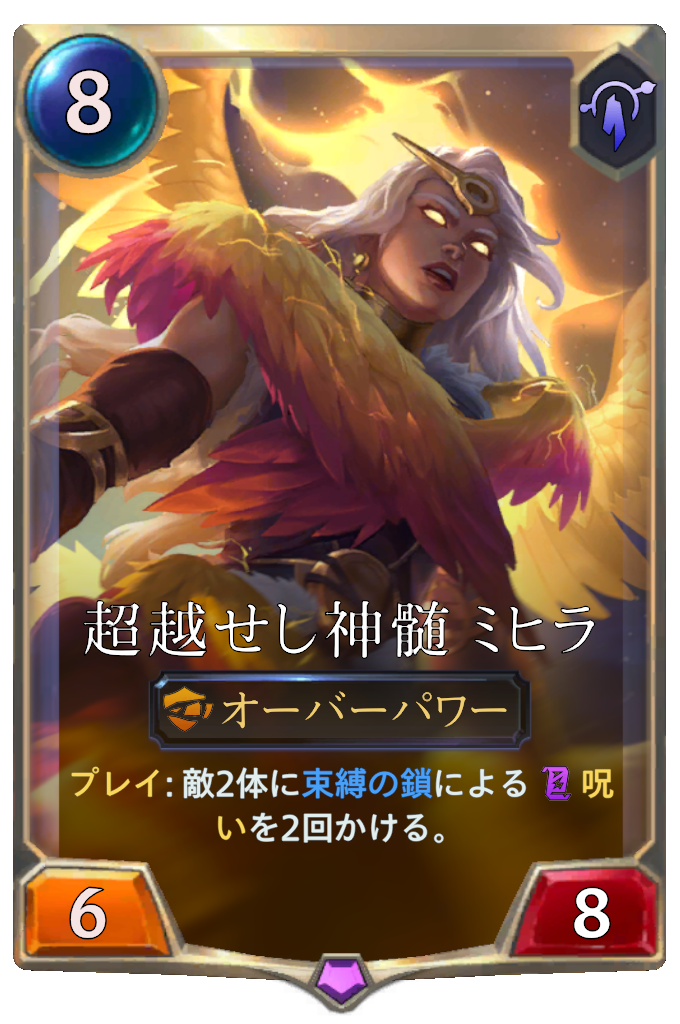 8
超越せし神髄 ミヒラ
オーバーパワー
プレイ: 敵2体に束縛の鎖による 呪
いを2回かける。
6
8